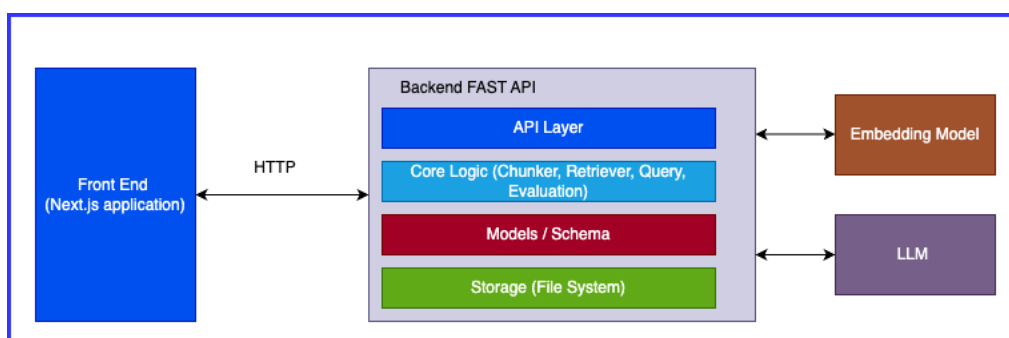 Front End
(Next.js application)
HTTP
Backend FAST API
API Layer
Core Logic (Chunker, Retriever, Query,
Evaluation)
Models / Schema
Storage (File System)
Embedding Model
LLM